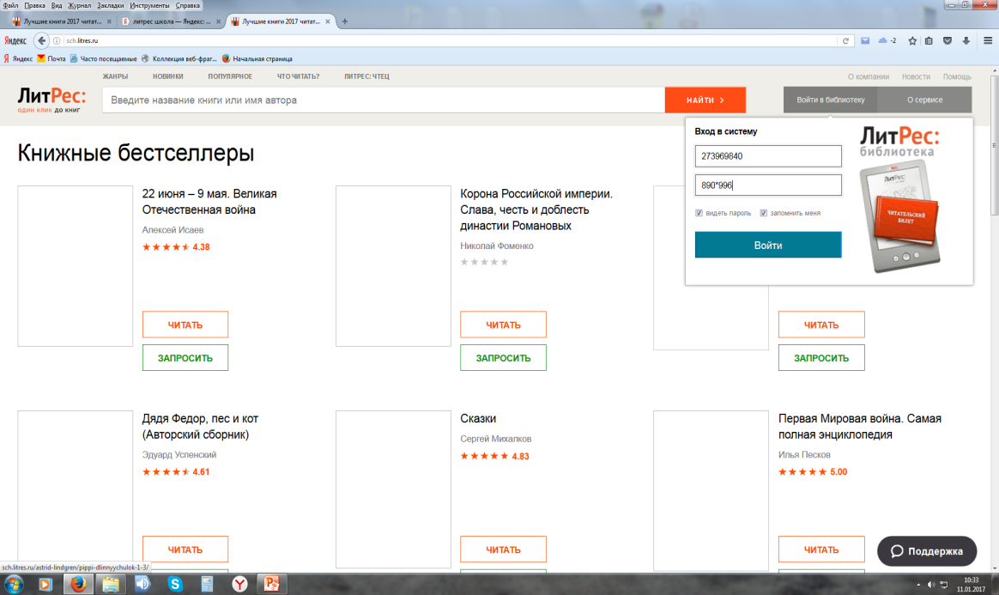 Файл Правка Вид Журнал Закладки Инструменты Справка
Лучшие книги 2017 читат... × литрес школа — Яндекс: ... × Лучшие книги 2017 читат... × +
Яндекс sch.litres.ru -2
Яндекс Почта Часто посещаемые Коллекция веб-фраг... Начальная страница
ЖАНРЫ НОВИНКИ ПОПУЛЯРНОЕ ЧТО ЧИТАТЬ? ЛИТРЕС: ЧТЕЦ О компании Новости Помощь
ЛитРес:
один клик до книг
Введите название книги или имя автора НАЙТИ >
Войти в библиотеку О сервисе
Вход в систему
273969840
890*996
видеть пароль запомнить меня
Войти
ЛитРес:
библиотека
ЛитРес:
ЧИТАТЕЛЬСКИЙ
БИЛЕТ
Книжные бестселлеры
22 июня – 9 мая. Великая
Отечественная война
Алексей Исаев
4.38
ЧИТАТЬ
ЗАПРОСИТЬ
Корона Российской империи.
Слава, честь и доблесть
династии Романовых
Николай Фоменко
ЧИТАТЬ
ЗАПРОСИТЬ
ЧИТАТЬ
ЗАПРОСИТЬ
Дядя Федор, пес и кот
(Авторский сборник)
Эдуард Успенский
4.61
ЧИТАТЬ
Сказки
Сергей Михалков
4.83
ЧИТАТЬ
Первая Мировая война. Самая
полная энциклопедия
Илья Песков
5.00
ЧИТАТЬ
Поддержка
sch.litres.ru/astrid-lindgren/pippi-dlinnyychulok-1-3/
10:33
11.01.2017